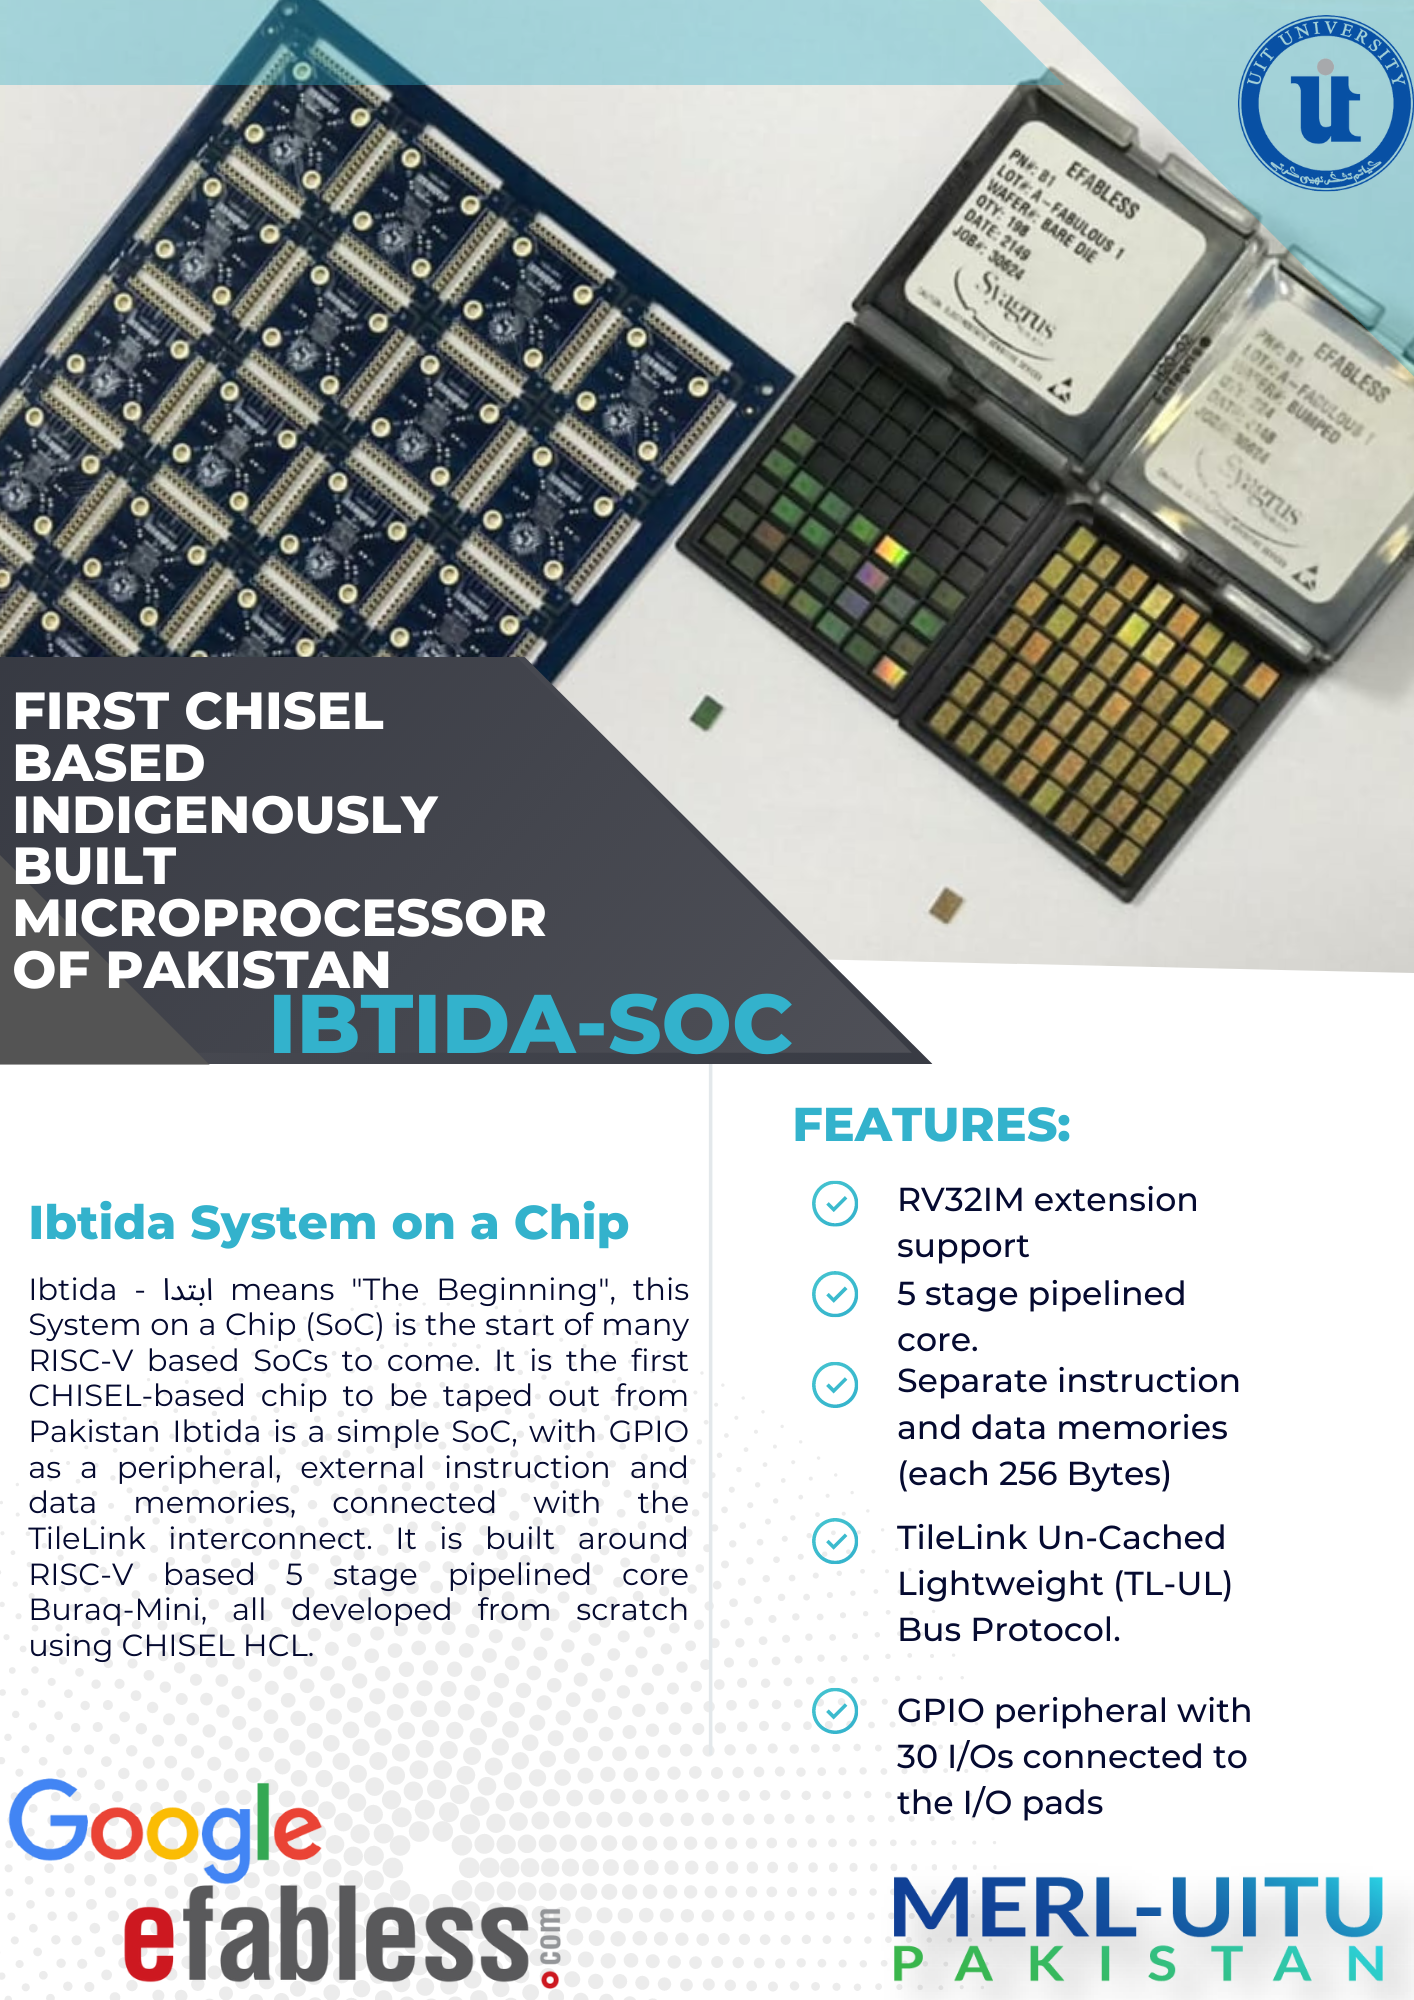 UIT UNIVERSITY
uit
EFABLESS
PN#: B1
LOT#: A-FABULOUS 1
WAFER#: BARE DIE
QTY: 198
DATE: 2149
JOB#: 30624
Syagrus
EFABLESS
PN#: B1
LOT#: A-FABULOUS 1
WAFER#: BUMPED
JOB#: 30624
Syagrus
FIRST CHISEL
BASED
INDIGENOUSLY
BUILT
MICROPROCESSOR
OF PAKISTAN
IBTIDA-SOC
Ibtida System on a Chip
Ibtida - ابتدا means "The Beginning", this
System on a Chip (SoC) is the start of many
RISC-V based SoCs to come. It is the first
CHISEL-based chip to be taped out from
Pakistan Ibtida is a simple SoC, with GPIO
as a peripheral, external instruction and
data memories, connected with the
TileLink interconnect. It is built around
RISC-V based 5 stage pipelined core
Buraq-Mini, all developed from scratch
using CHISEL HCL.
FEATURES:
RV32IM extension
support
5 stage pipelined
core.
Separate instruction
and data memories
(each 256 Bytes)
TileLink Un-Cached
Lightweight (TL-UL)
Bus Protocol.
GPIO peripheral with
30 I/Os connected to
the I/O pads
Google
efabless.com
MERL-UITU
PAKISTAN